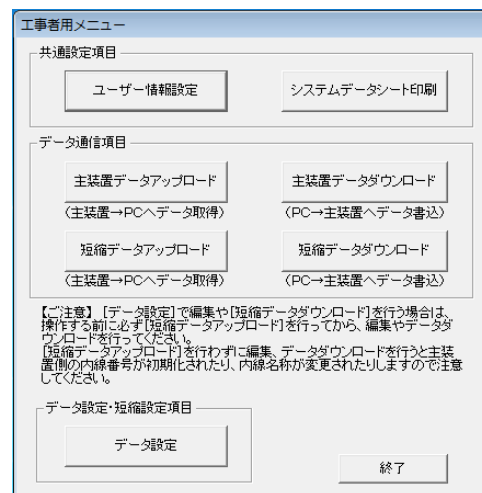 工事者用メニュー
共通設定項目
ユーザー情報設定
システムデータシート印刷
データ通信項目
主装置データアップロード
主装置データダウンロード
(主装置→PCへデータ取得)
(PC→主装置へデータ書込)
短縮データアップロード
短縮データダウンロード
(主装置→PCへデータ取得)
(PC→主装置へデータ書込)
【ご注意】 [データ設定]で編集や[短縮データダウンロード]を行う場合は、
操作する前に必ず[短縮データアップロード]を行ってから、編集やデータダ
ウンロードを行ってください。
[短縮データアップロード]を行わずに編集、データダウンロードを行うと主装
置側の内線番号が初期化されたり、内線名称が変更されたりしますので注意
してください。
データ設定・短縮設定項目
データ設定
終了